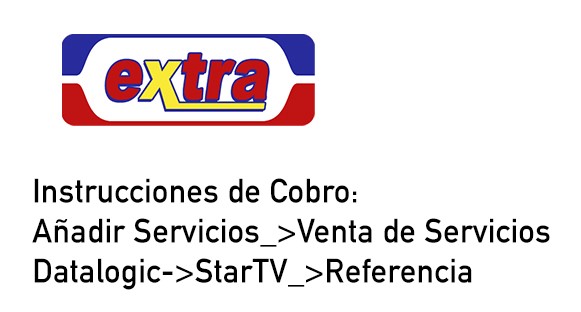 extra
Instrucciones de Cobro:
Añadir Servicios_>Venta de Servicios
Datalogic->StarTV_>Referencia